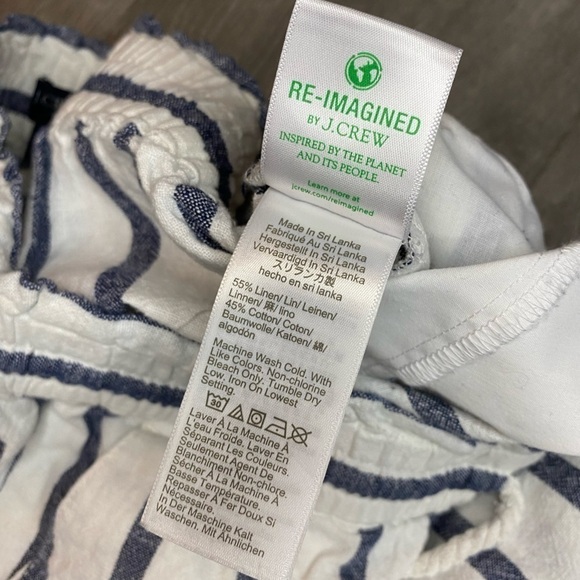 RE-IMAGINED
BY J.CREW
INSPIRED BY THE PLANET
AND ITS PEOPLE.
Learn more at
jcrew.com/reimagined
Made In Sri Lanka
Fabriqué Au Sri Lanka
Hergestellt In Sri Lanka
Vervaardigd In Sri Lanka
スリランカ製
hecho en sri lanka
55% Linen/ Lin/ Leinen/
Linnen/ 麻/ lino
45% Cotton/ Coton/
Baumwolle/ Katoen/ 綿/
algodón
Machine Wash Cold. With
Like Colors. Non-chlorine
Bleach Only. Tumble Dry
Low. Iron On Lowest
Setting.
30
Laver À La Machine À
L'eau Froide. Laver En
Séparant Les Couleurs.
Seulement Agent De
Blanchiment Non-chlore.
Sécher À La Machine À
Basse Température.
Repasser À Fer Doux Si
Nécessaire.
In Der Maschine Kalt
Waschen. Mit Ähnlichen